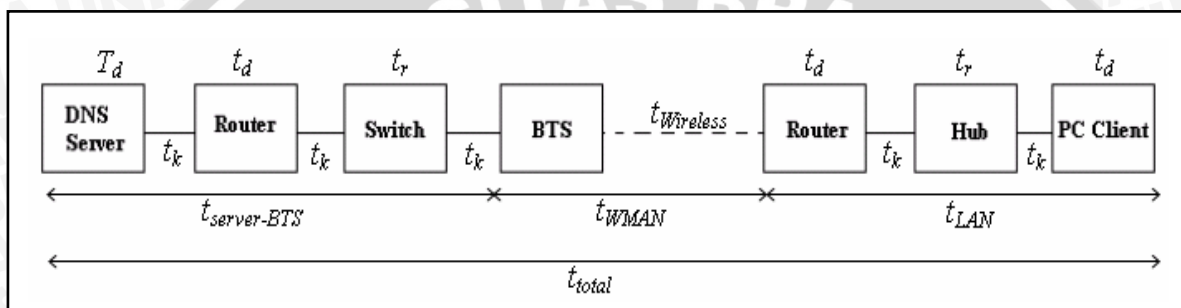 T_d t_d t_r t_d t_r t_d
DNS Server Router Switch BTS t_Wireless Router Hub PC Client
t_k t_k t_k t_k t_k
t_server-BTS t_WMAN t_LAN
t_total